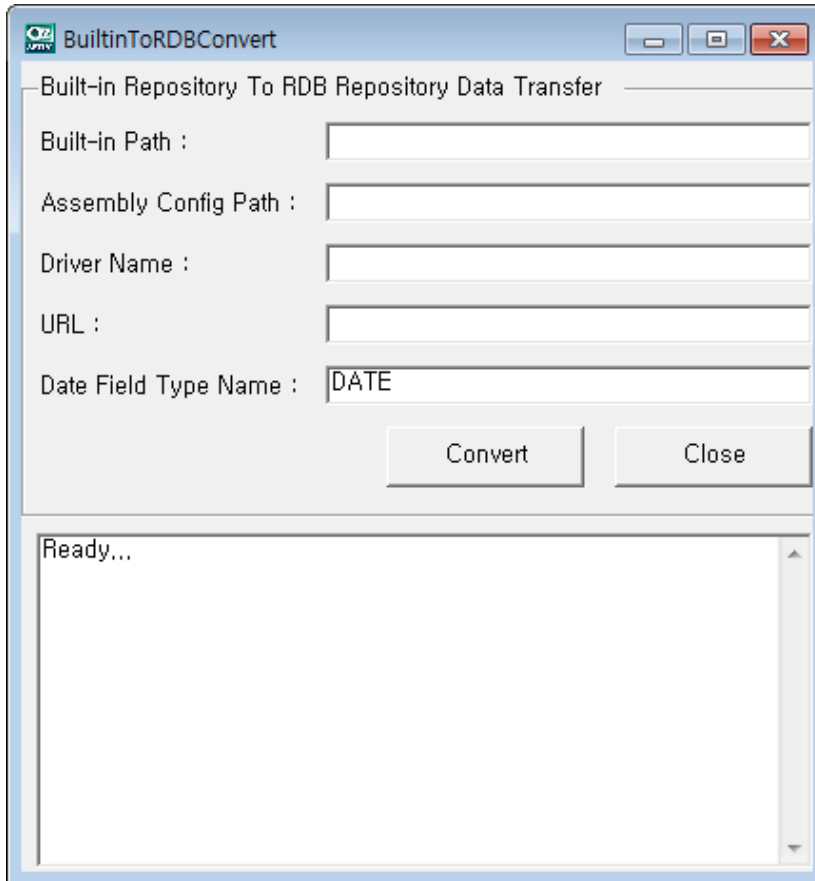 BuiltinToRDBConvert
Built-in Repository To RDB Repository Data Transfer
Built-in Path :
Assembly Config Path :
Driver Name :
URL :
Date Field Type Name : DATE
Convert Close
Ready...